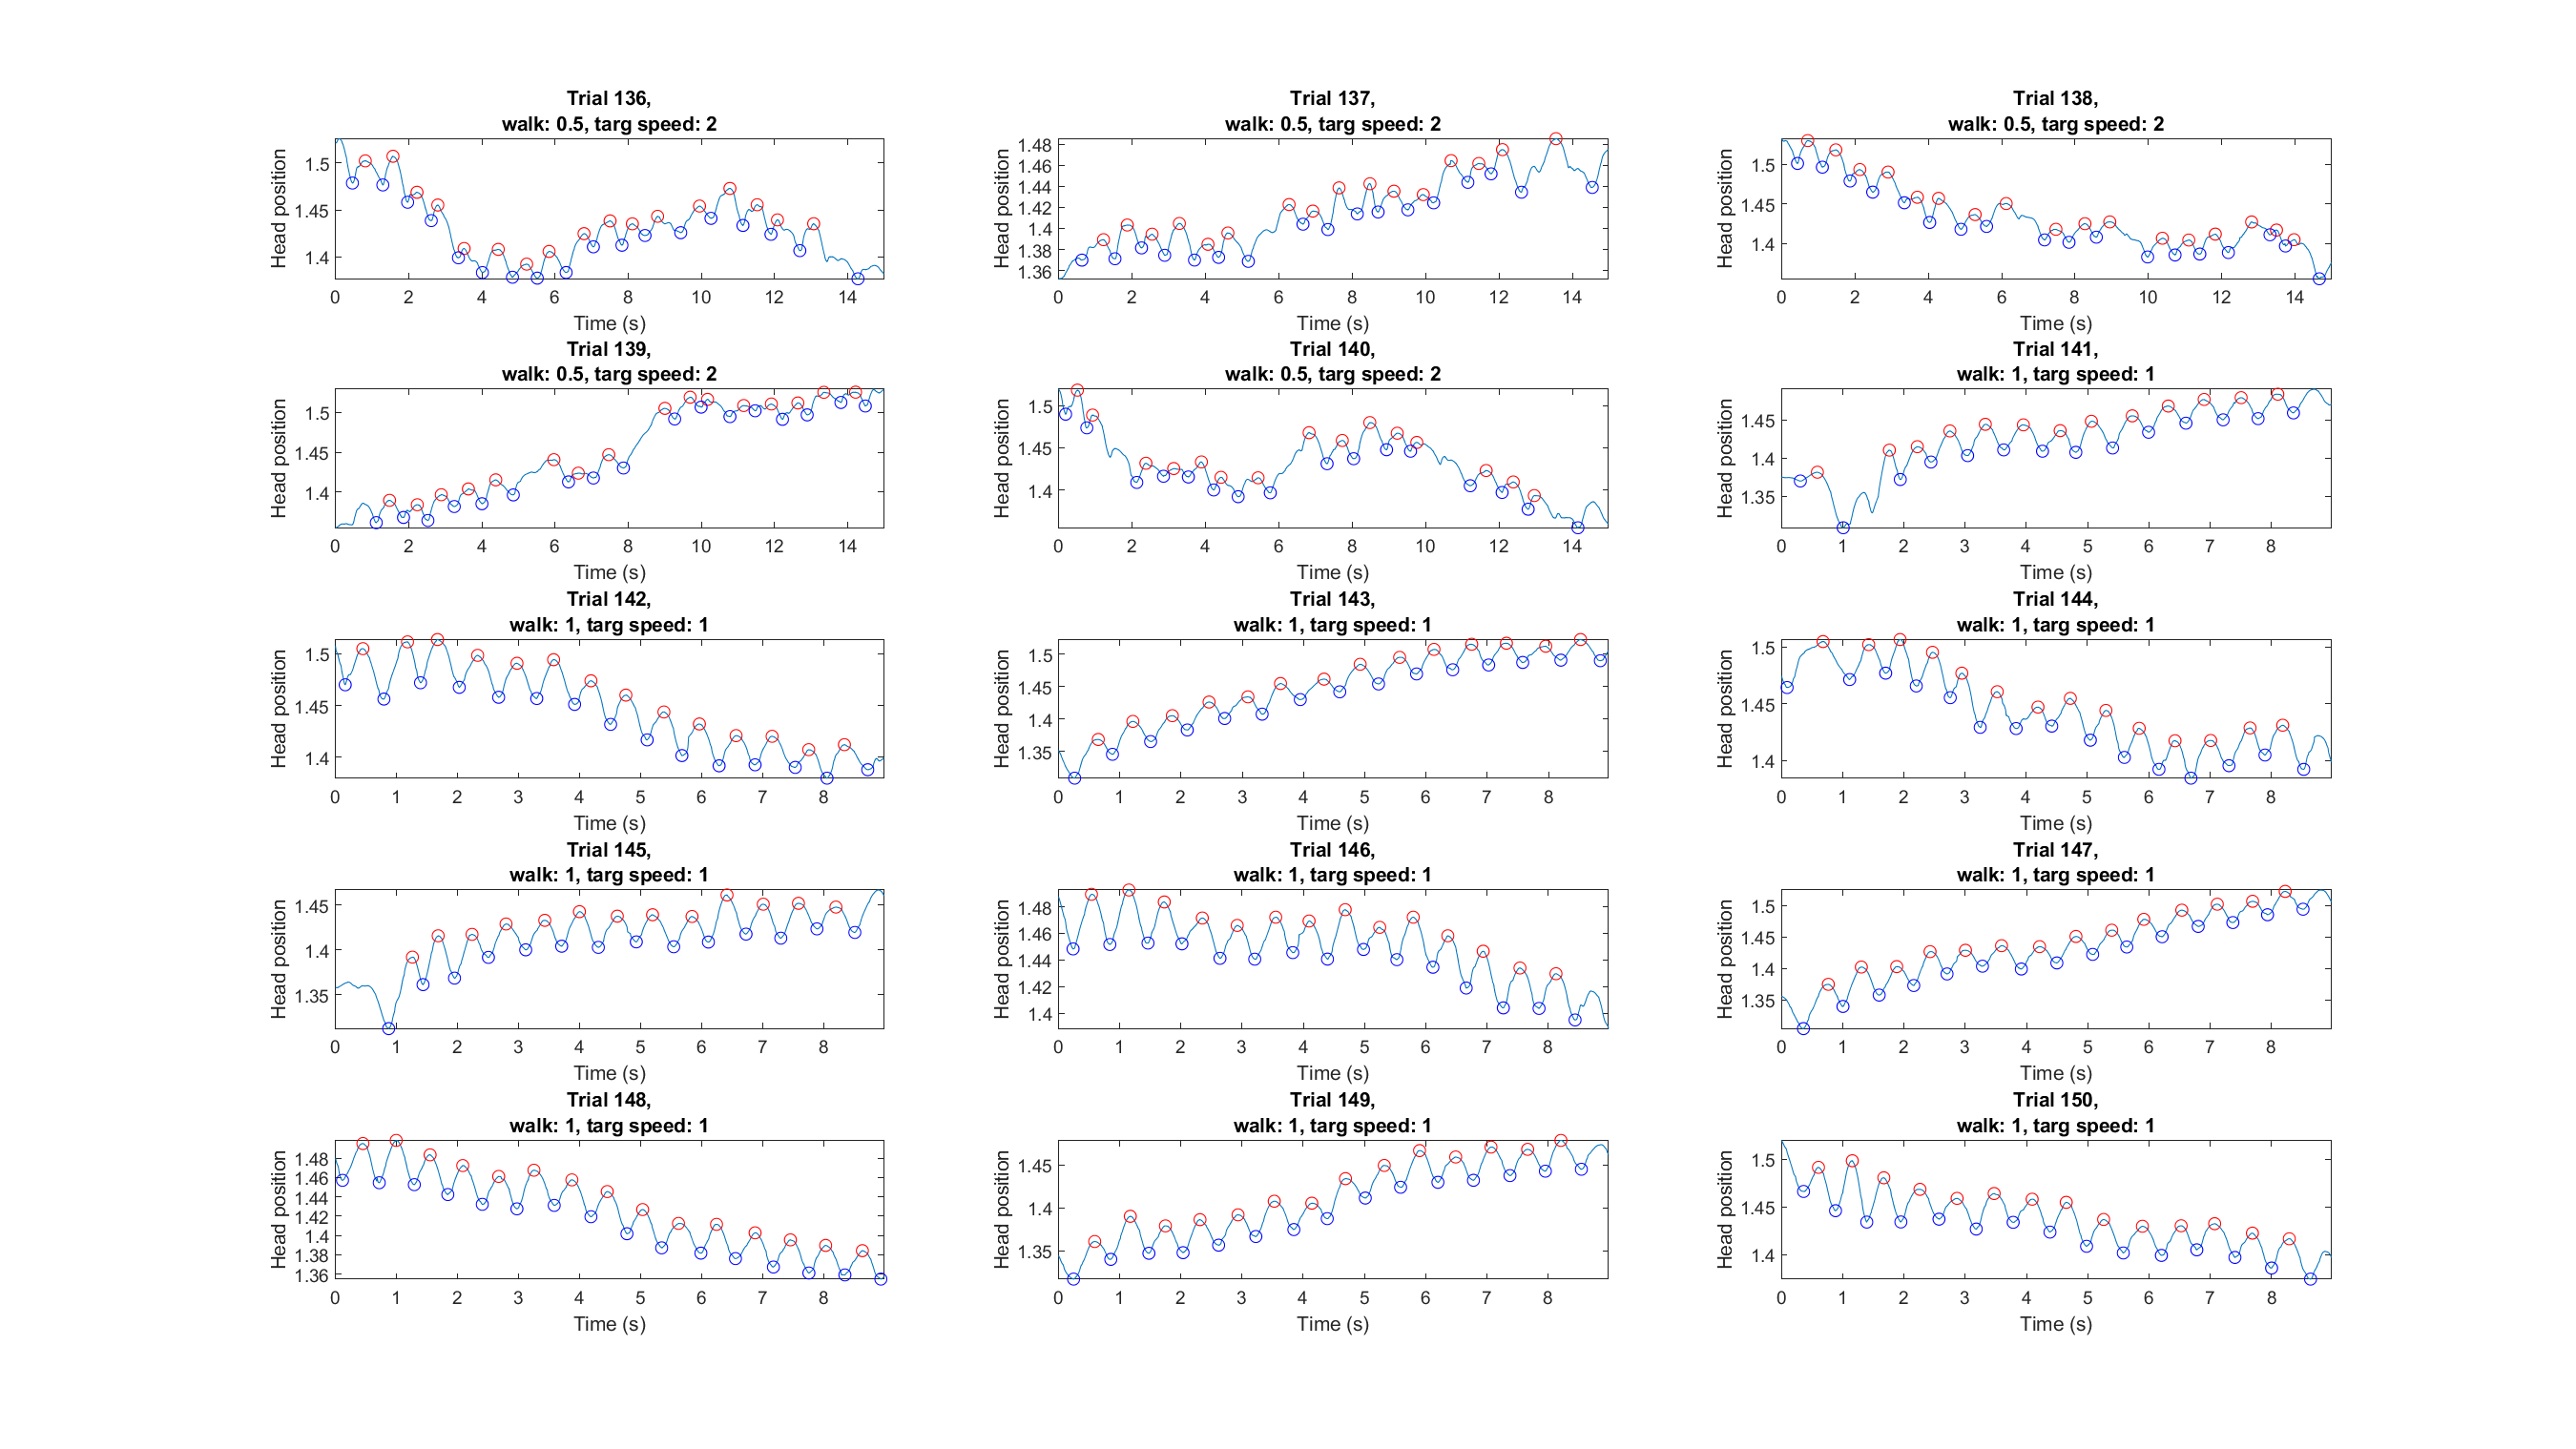 Trial 136,
walk: 0.5, targ speed: 2
Head position
1.5
1.45
1.4
0 2 4 6 8 10 12 14
Time (s)
Trial 137,
walk: 0.5, targ speed: 2
Head position
1.48
1.46
1.44
1.42
1.4
1.38
1.36
0 2 4 6 8 10 12 14
Time (s)
Trial 138,
walk: 0.5, targ speed: 2
Head position
1.5
1.45
1.4
0 2 4 6 8 10 12 14
Time (s)
Trial 139,
walk: 0.5, targ speed: 2
Head position
1.5
1.45
1.4
0 2 4 6 8 10 12 14
Time (s)
Trial 140,
walk: 0.5, targ speed: 2
Head position
1.5
1.45
1.4
0 2 4 6 8 10 12 14
Time (s)
Trial 141,
walk: 1, targ speed: 1
Head position
1.45
1.4
1.35
0 1 2 3 4 5 6 7 8
Time (s)
Trial 142,
walk: 1, targ speed: 1
Head position
1.5
1.45
1.4
0 1 2 3 4 5 6 7 8
Time (s)
Trial 143,
walk: 1, targ speed: 1
Head position
1.5
1.45
1.4
1.35
0 1 2 3 4 5 6 7 8
Time (s)
Trial 144,
walk: 1, targ speed: 1
Head position
1.5
1.45
1.4
0 1 2 3 4 5 6 7 8
Time (s)
Trial 145,
walk: 1, targ speed: 1
Head position
1.45
1.4
1.35
0 1 2 3 4 5 6 7 8
Time (s)
Trial 146,
walk: 1, targ speed: 1
Head position
1.48
1.46
1.44
1.42
1.4
0 1 2 3 4 5 6 7 8
Time (s)
Trial 147,
walk: 1, targ speed: 1
Head position
1.5
1.45
1.4
1.35
0 1 2 3 4 5 6 7 8
Time (s)
Trial 148,
walk: 1, targ speed: 1
Head position
1.48
1.46
1.44
1.42
1.4
1.38
1.36
0 1 2 3 4 5 6 7 8
Time (s)
Trial 149,
walk: 1, targ speed: 1
Head position
1.45
1.4
1.35
0 1 2 3 4 5 6 7 8
Time (s)
Trial 150,
walk: 1, targ speed: 1
Head position
1.5
1.45
1.4
0 1 2 3 4 5 6 7 8
Time (s)